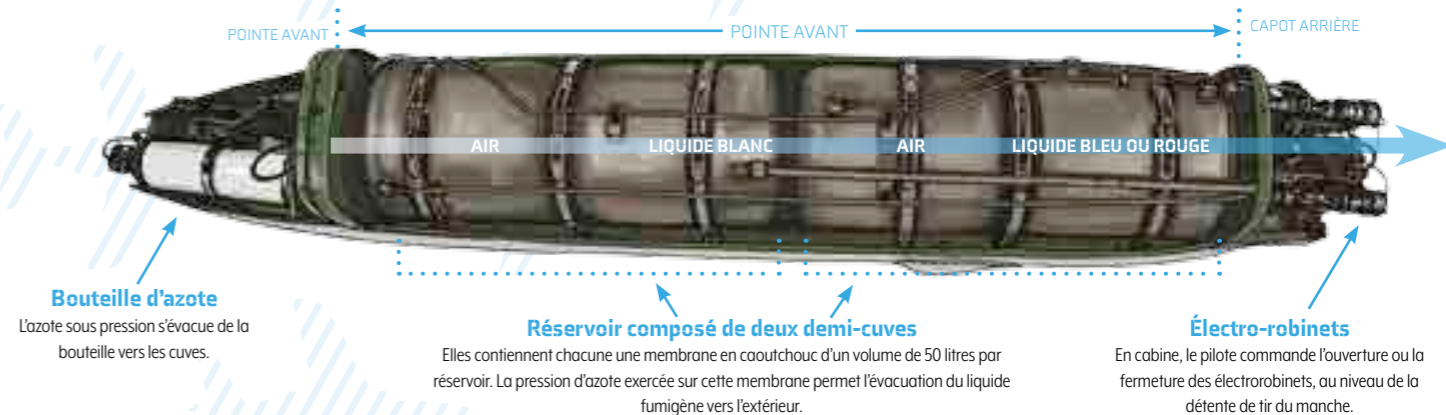 POINTE AVANT
POINTE AVANT
CAPOT ARRIÈRE
AIR
LIQUIDE BLANC
AIR
LIQUIDE BLEU OU ROUGE
Bouteille d'azote
L'azote sous pression s'évacue de la
bouteille vers les cuves.
Réservoir composé de deux demi-cuves
Elles contiennent chacune une membrane en caoutchouc d'un volume de 50 litres par
réservoir. La pression d'azote exercée sur cette membrane permet l'évacuation du liquide
fumigène vers l'extérieur.
Électro-robinets
En cabine, le pilote commande l'ouverture ou la
fermeture des électrorobinets, au niveau de la
détente de tir du manche.